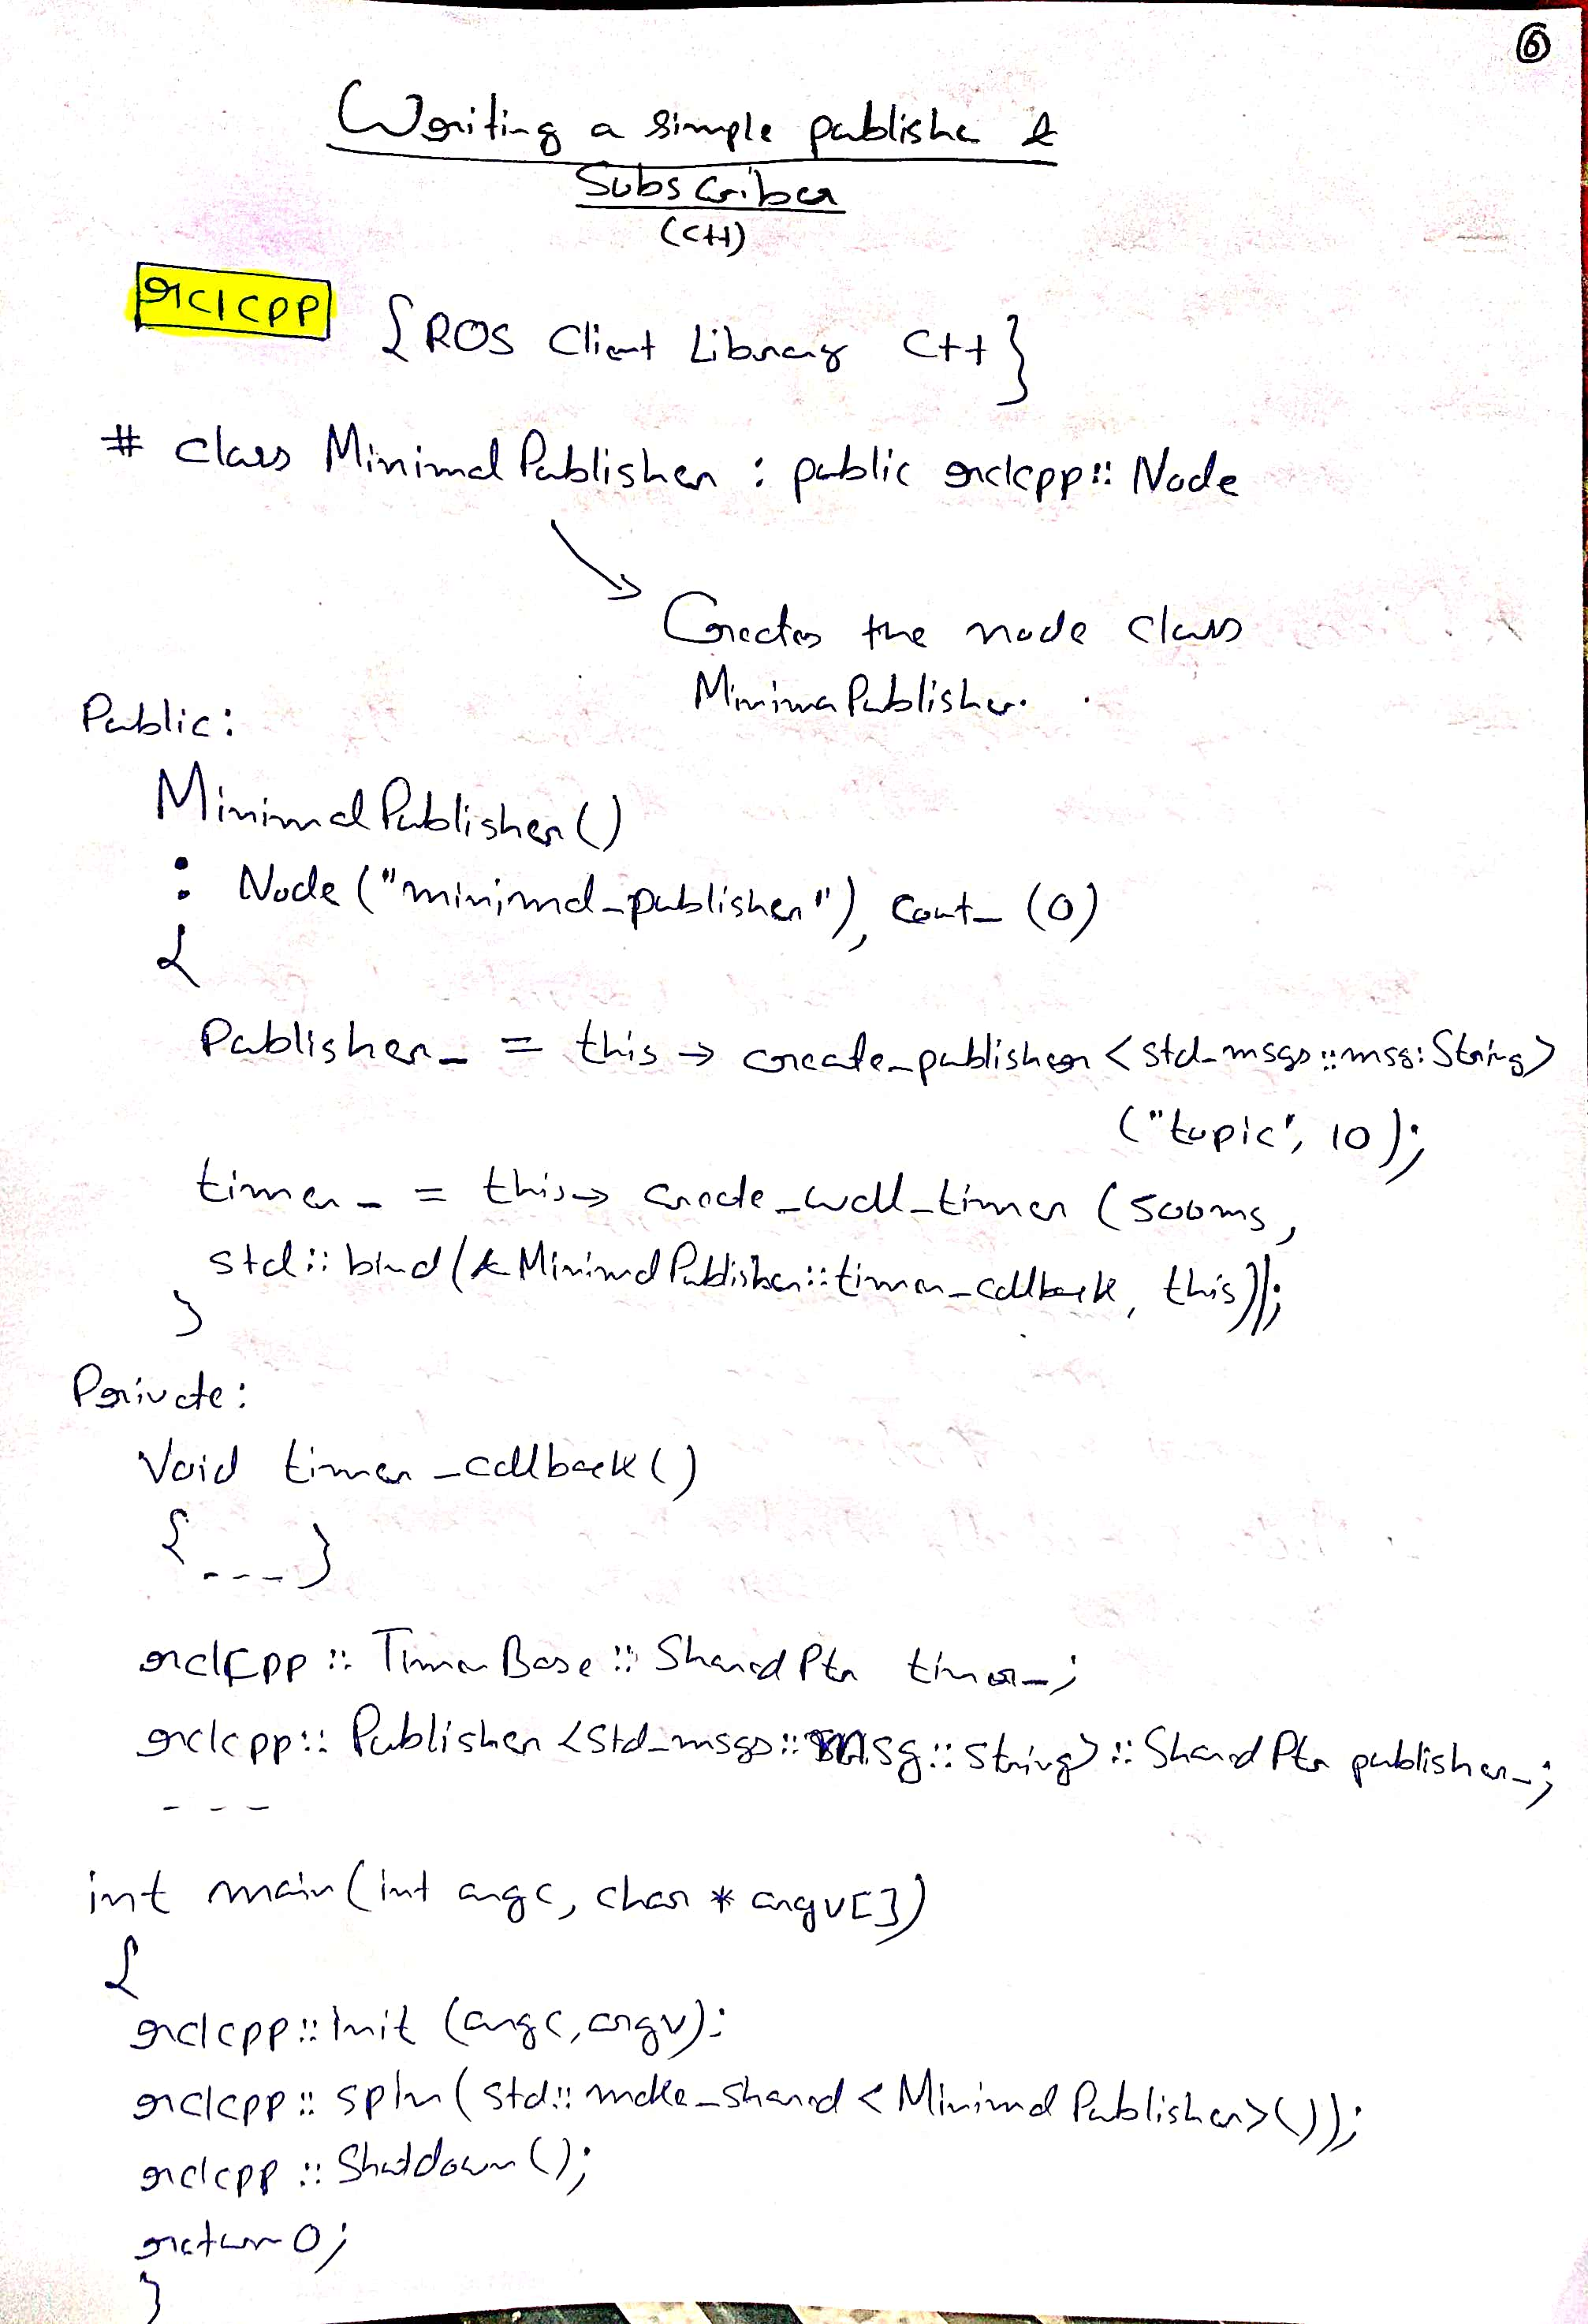 6
Writing a simple publishe &
Subscriber
(C++)
rclcpp {ROS Client Library C++}
# class MinimalPublisher : public rclcpp::Node
Creates the node class
MinimaPublisher.
Public:
MinimalPublisher()
: Node ("minimal_publisher"), count_ (0)
{
Publisher_ = this → create_publisher <std_msgs::msg:String>
("topic", 10);
timer_ = this → create_wall_timer (500ms,
std::bind(&MinimalPublisher::timer_callback, this));
}
Private:
Void timer_callback()
{---}
rclcpp :: TimerBase :: SharedPtr timer_;
rclcpp :: Publisher <Std_msgs::msg::String> :: SharedPtr publisher_;
---
int main(int argc, char * argv[])
{
rclcpp::init (argc, argv);
rclcpp :: spin (std:: make_shared < MinimalPublisher>());
rclcpp :: Shutdown ();
return 0;
}